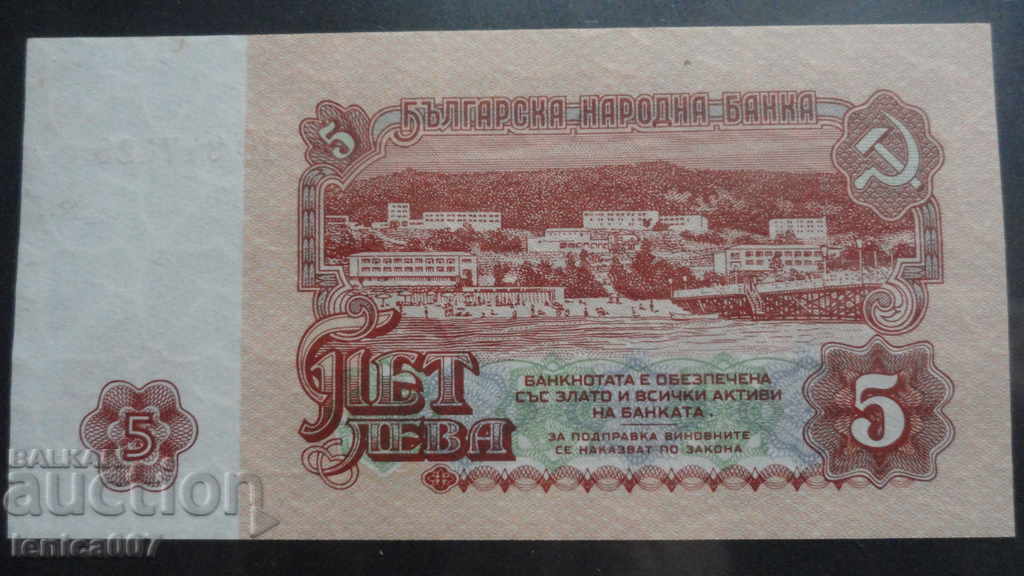 5
БЪЛГАРСКА НАРОДНА БАНКА
ПЕТ
ЛЕВА
БАНКНОТАТА Е ОБЕЗПЕЧЕНА
СЪС ЗЛАТО И ВСИЧКИ АКТИВИ
НА БАНКАТА.
ЗА ПОДПРАВКА ВИНОВНИТЕ
СЕ НАКАЗВАТ ПО ЗАКОНА
5
5
BALKAN
auction
lenica007